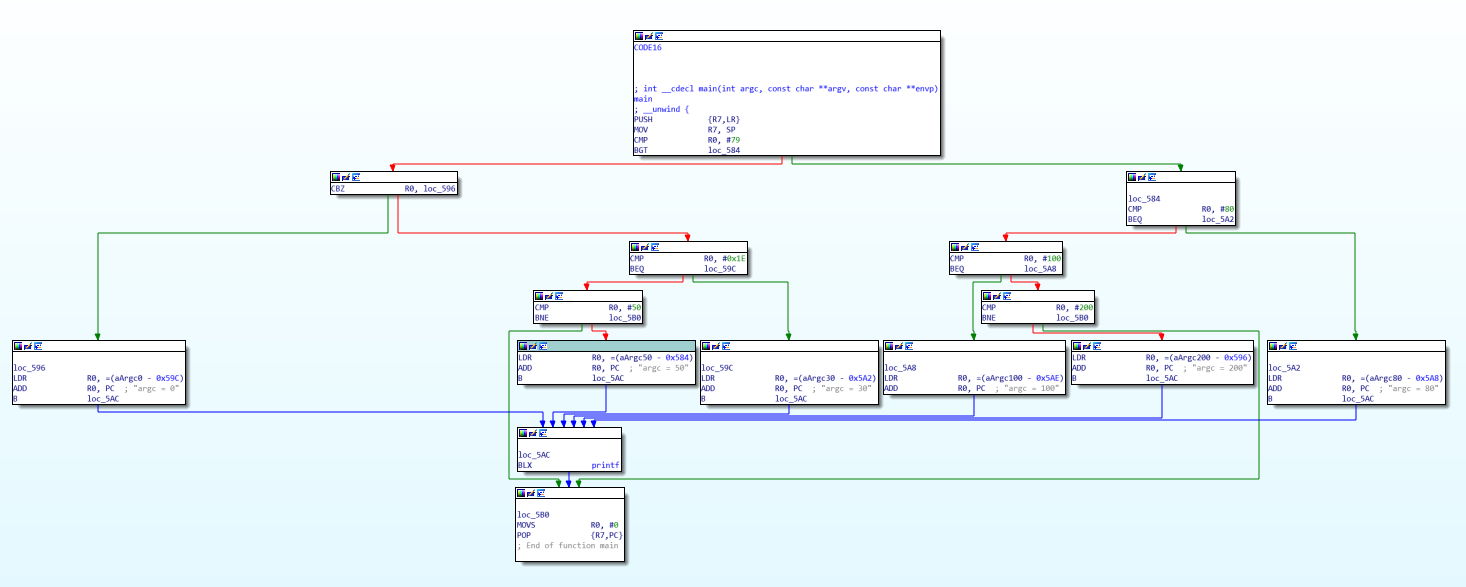 CODE16
; int __cdecl main(int argc, const char **argv, const char **envp)
main
; __unwind {
PUSH {R7,LR}
MOV R7, SP
CMP R0, #79
BGT loc_584
CBZ R0, loc_596
loc_584
CMP R0, #80
BEQ loc_5A2
CMP R0, #0x1E
BEQ loc_59C
CMP R0, #100
BEQ loc_5A8
CMP R0, #50
BNE loc_5B0
CMP R0, #200
BNE loc_5B0
loc_596
LDR R0, =(aArgc0 - 0x59C)
ADD R0, PC ; "argc = 0"
B loc_5AC
LDR R0, =(aArgc50 - 0x584)
ADD R0, PC ; "argc = 50"
B loc_5AC
loc_59C
LDR R0, =(aArgc30 - 0x5A2)
ADD R0, PC ; "argc = 30"
B loc_5AC
loc_5A8
LDR R0, =(aArgc100 - 0x5AE)
ADD R0, PC ; "argc = 100"
LDR R0, =(aArgc200 - 0x596)
ADD R0, PC ; "argc = 200"
B loc_5AC
loc_5A2
LDR R0, =(aArgc80 - 0x5A8)
ADD R0, PC ; "argc = 80"
B loc_5AC
loc_5AC
BLX printf
loc_5B0
MOVS R0, #0
POP {R7,PC}
; End of function main